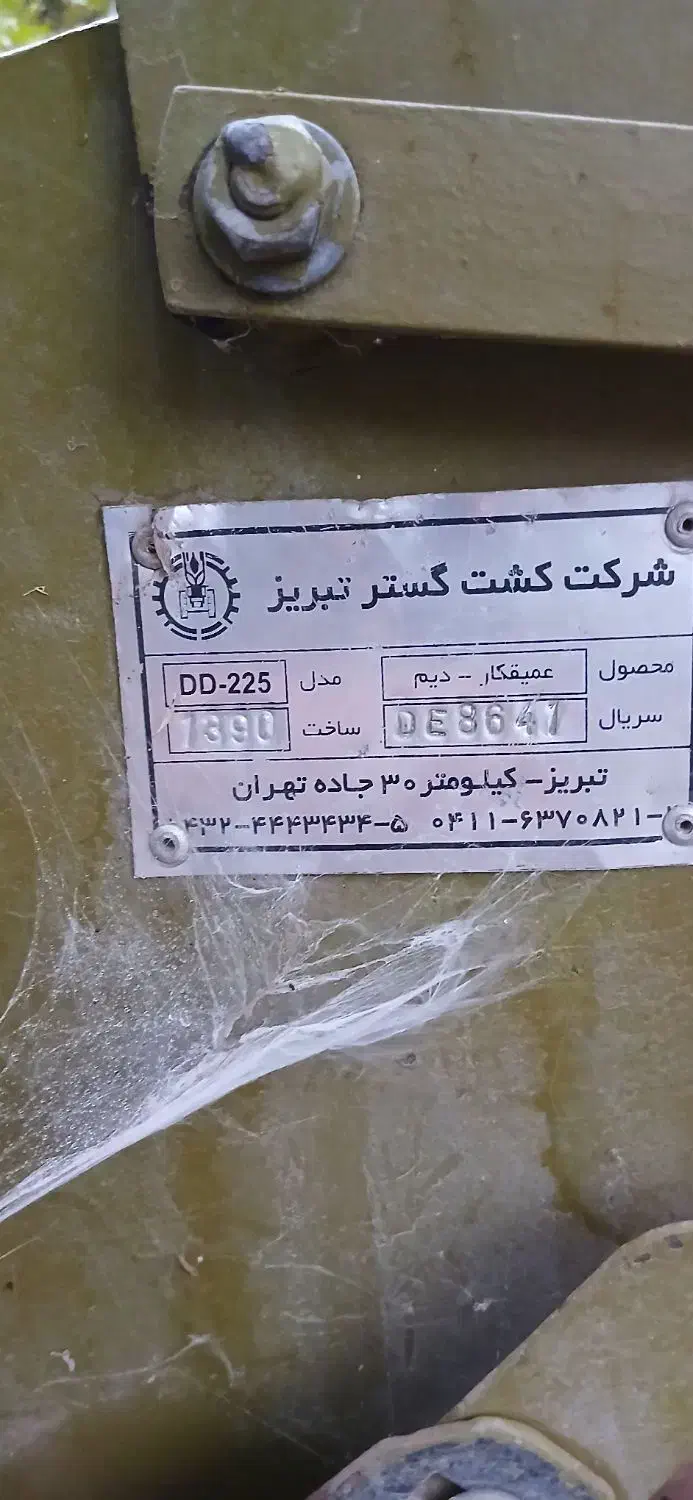 شرکت کشت گستر تبریز
محصول عمیقکار - دیم مدل DD-225
سریال DE8641 ساخت 1390
تبریز- کیلومتر ۳۰ جاده تهران
۰۴۱۱-۶۳۷۰۸۲۱- ۴۳۲-۴۴۴۳۴۳۴-۵